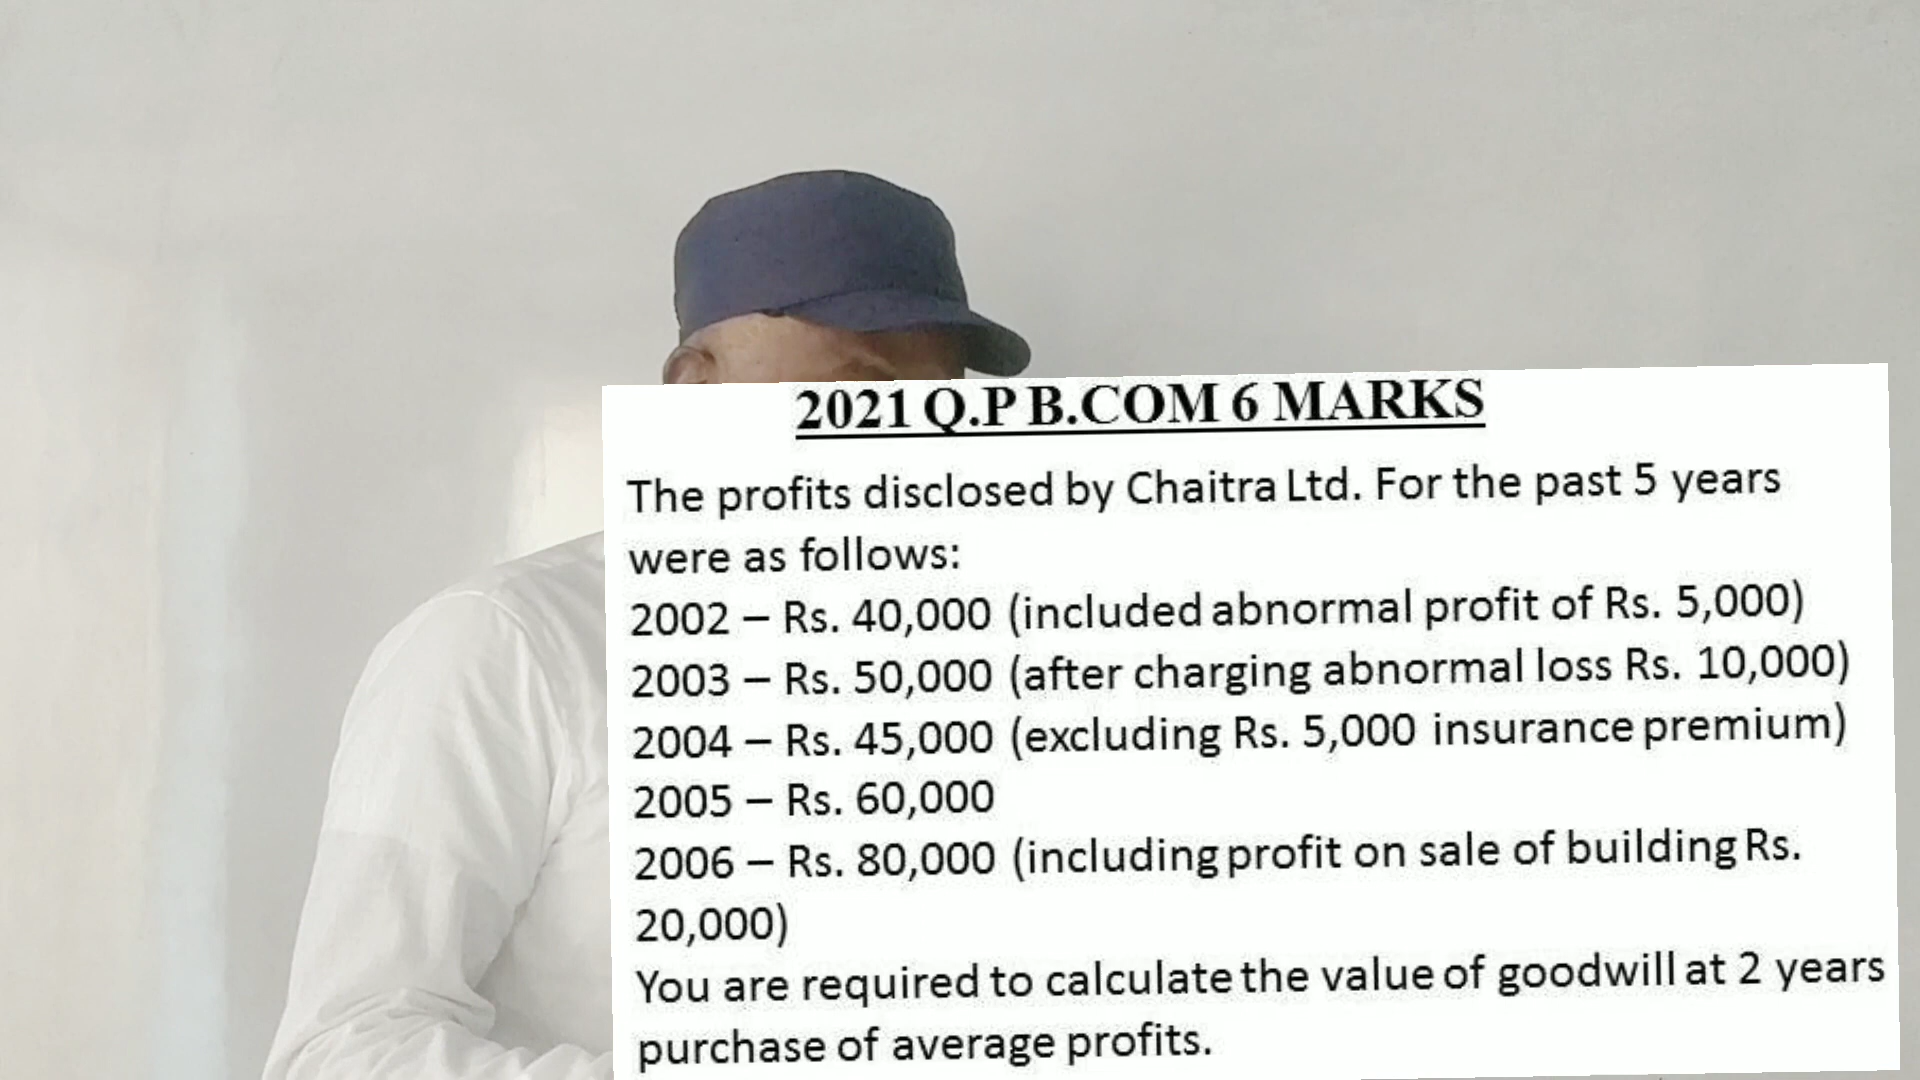 2021 Q.P B.COM 6 MARKS
The profits disclosed by Chaitra Ltd. For the past 5 years
were as follows:
2002 – Rs. 40,000 (included abnormal profit of Rs. 5,000)
2003 – Rs. 50,000 (after charging abnormal loss Rs. 10,000)
2004 – Rs. 45,000 (excluding Rs. 5,000 insurance premium)
2005 – Rs. 60,000
2006 – Rs. 80,000 (including profit on sale of building Rs.
20,000)
You are required to calculate the value of goodwill at 2 years
purchase of average profits.